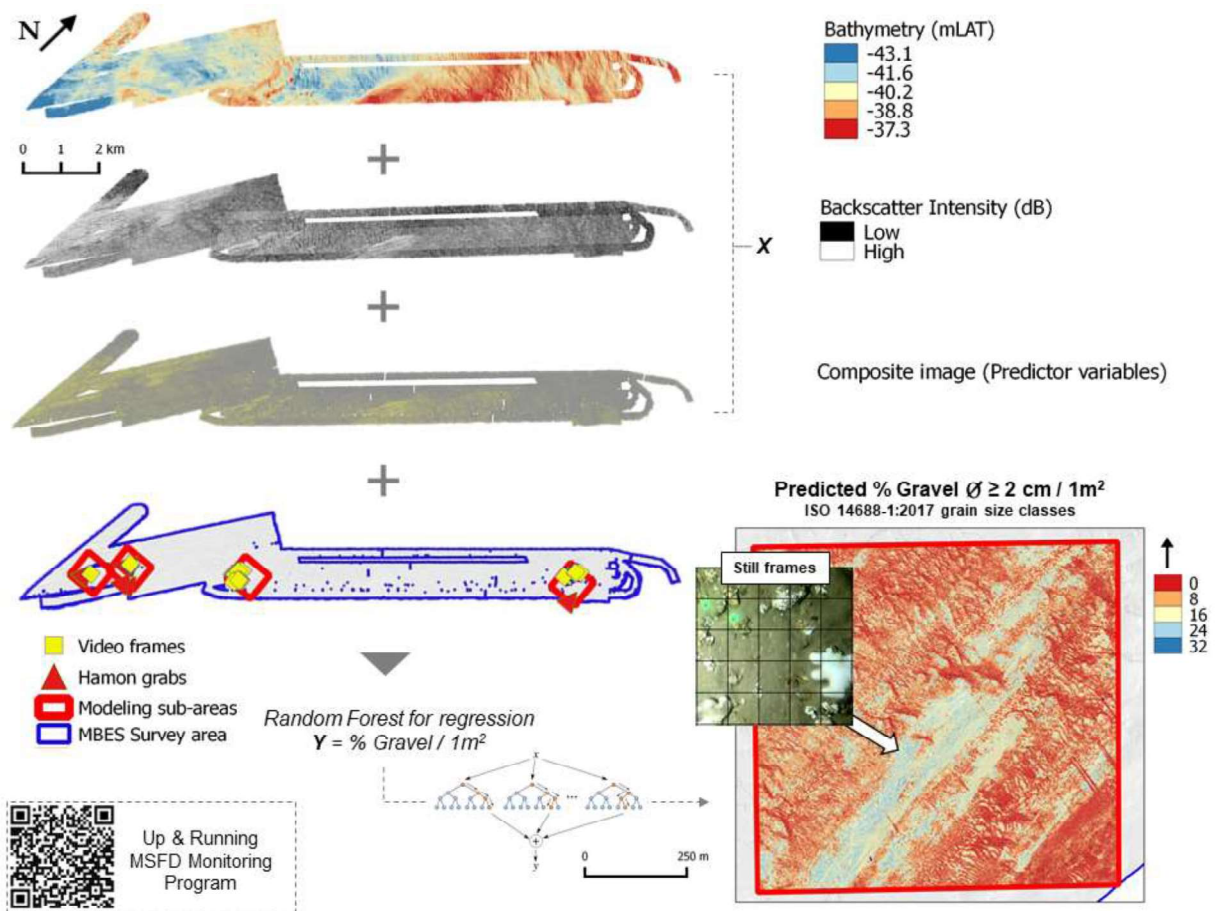 N
Bathymetry (mLAT)
-43.1
-41.6
-40.2
-38.8
-37.3
0 1 2 km
+
Backscatter Intensity (dB)
Low
High
X
+
Composite image (Predictor variables)
+
Predicted % Gravel Ø ≥ 2 cm / 1m²
ISO 14688-1:2017 grain size classes
Still frames
0
8
16
24
32
Video frames
Hamon grabs
Modeling sub-areas
MBES Survey area
Random Forest for regression
Y = % Gravel / 1m²
x
...
+
y
0 250 m
Up & Running
MSFD Monitoring
Program